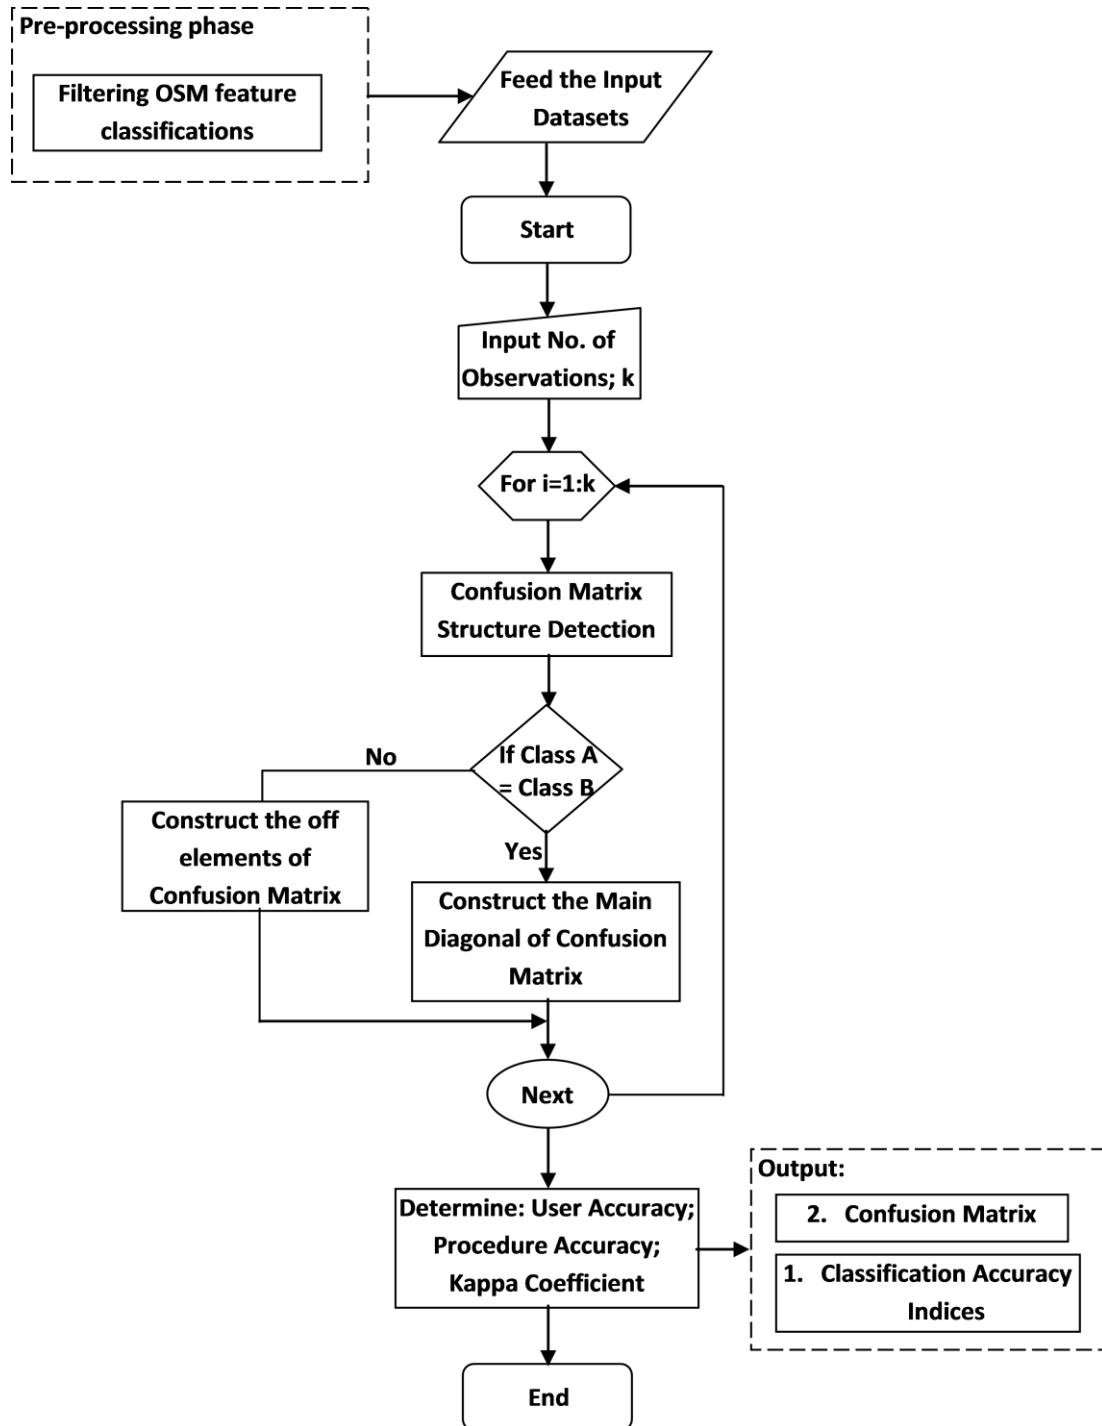 Pre-processing phase
Filtering OSM feature
classifications
Feed the Input
Datasets
Start
Input No. of
Observations; k
For i=1:k
Confusion Matrix
Structure Detection
If Class A
= Class B
No
Yes
Construct the off
elements of
Confusion Matrix
Construct the Main
Diagonal of Confusion
Matrix
Next
Determine: User Accuracy;
Procedure Accuracy;
Kappa Coefficient
Output:
2. Confusion Matrix
1. Classification Accuracy
Indices
End